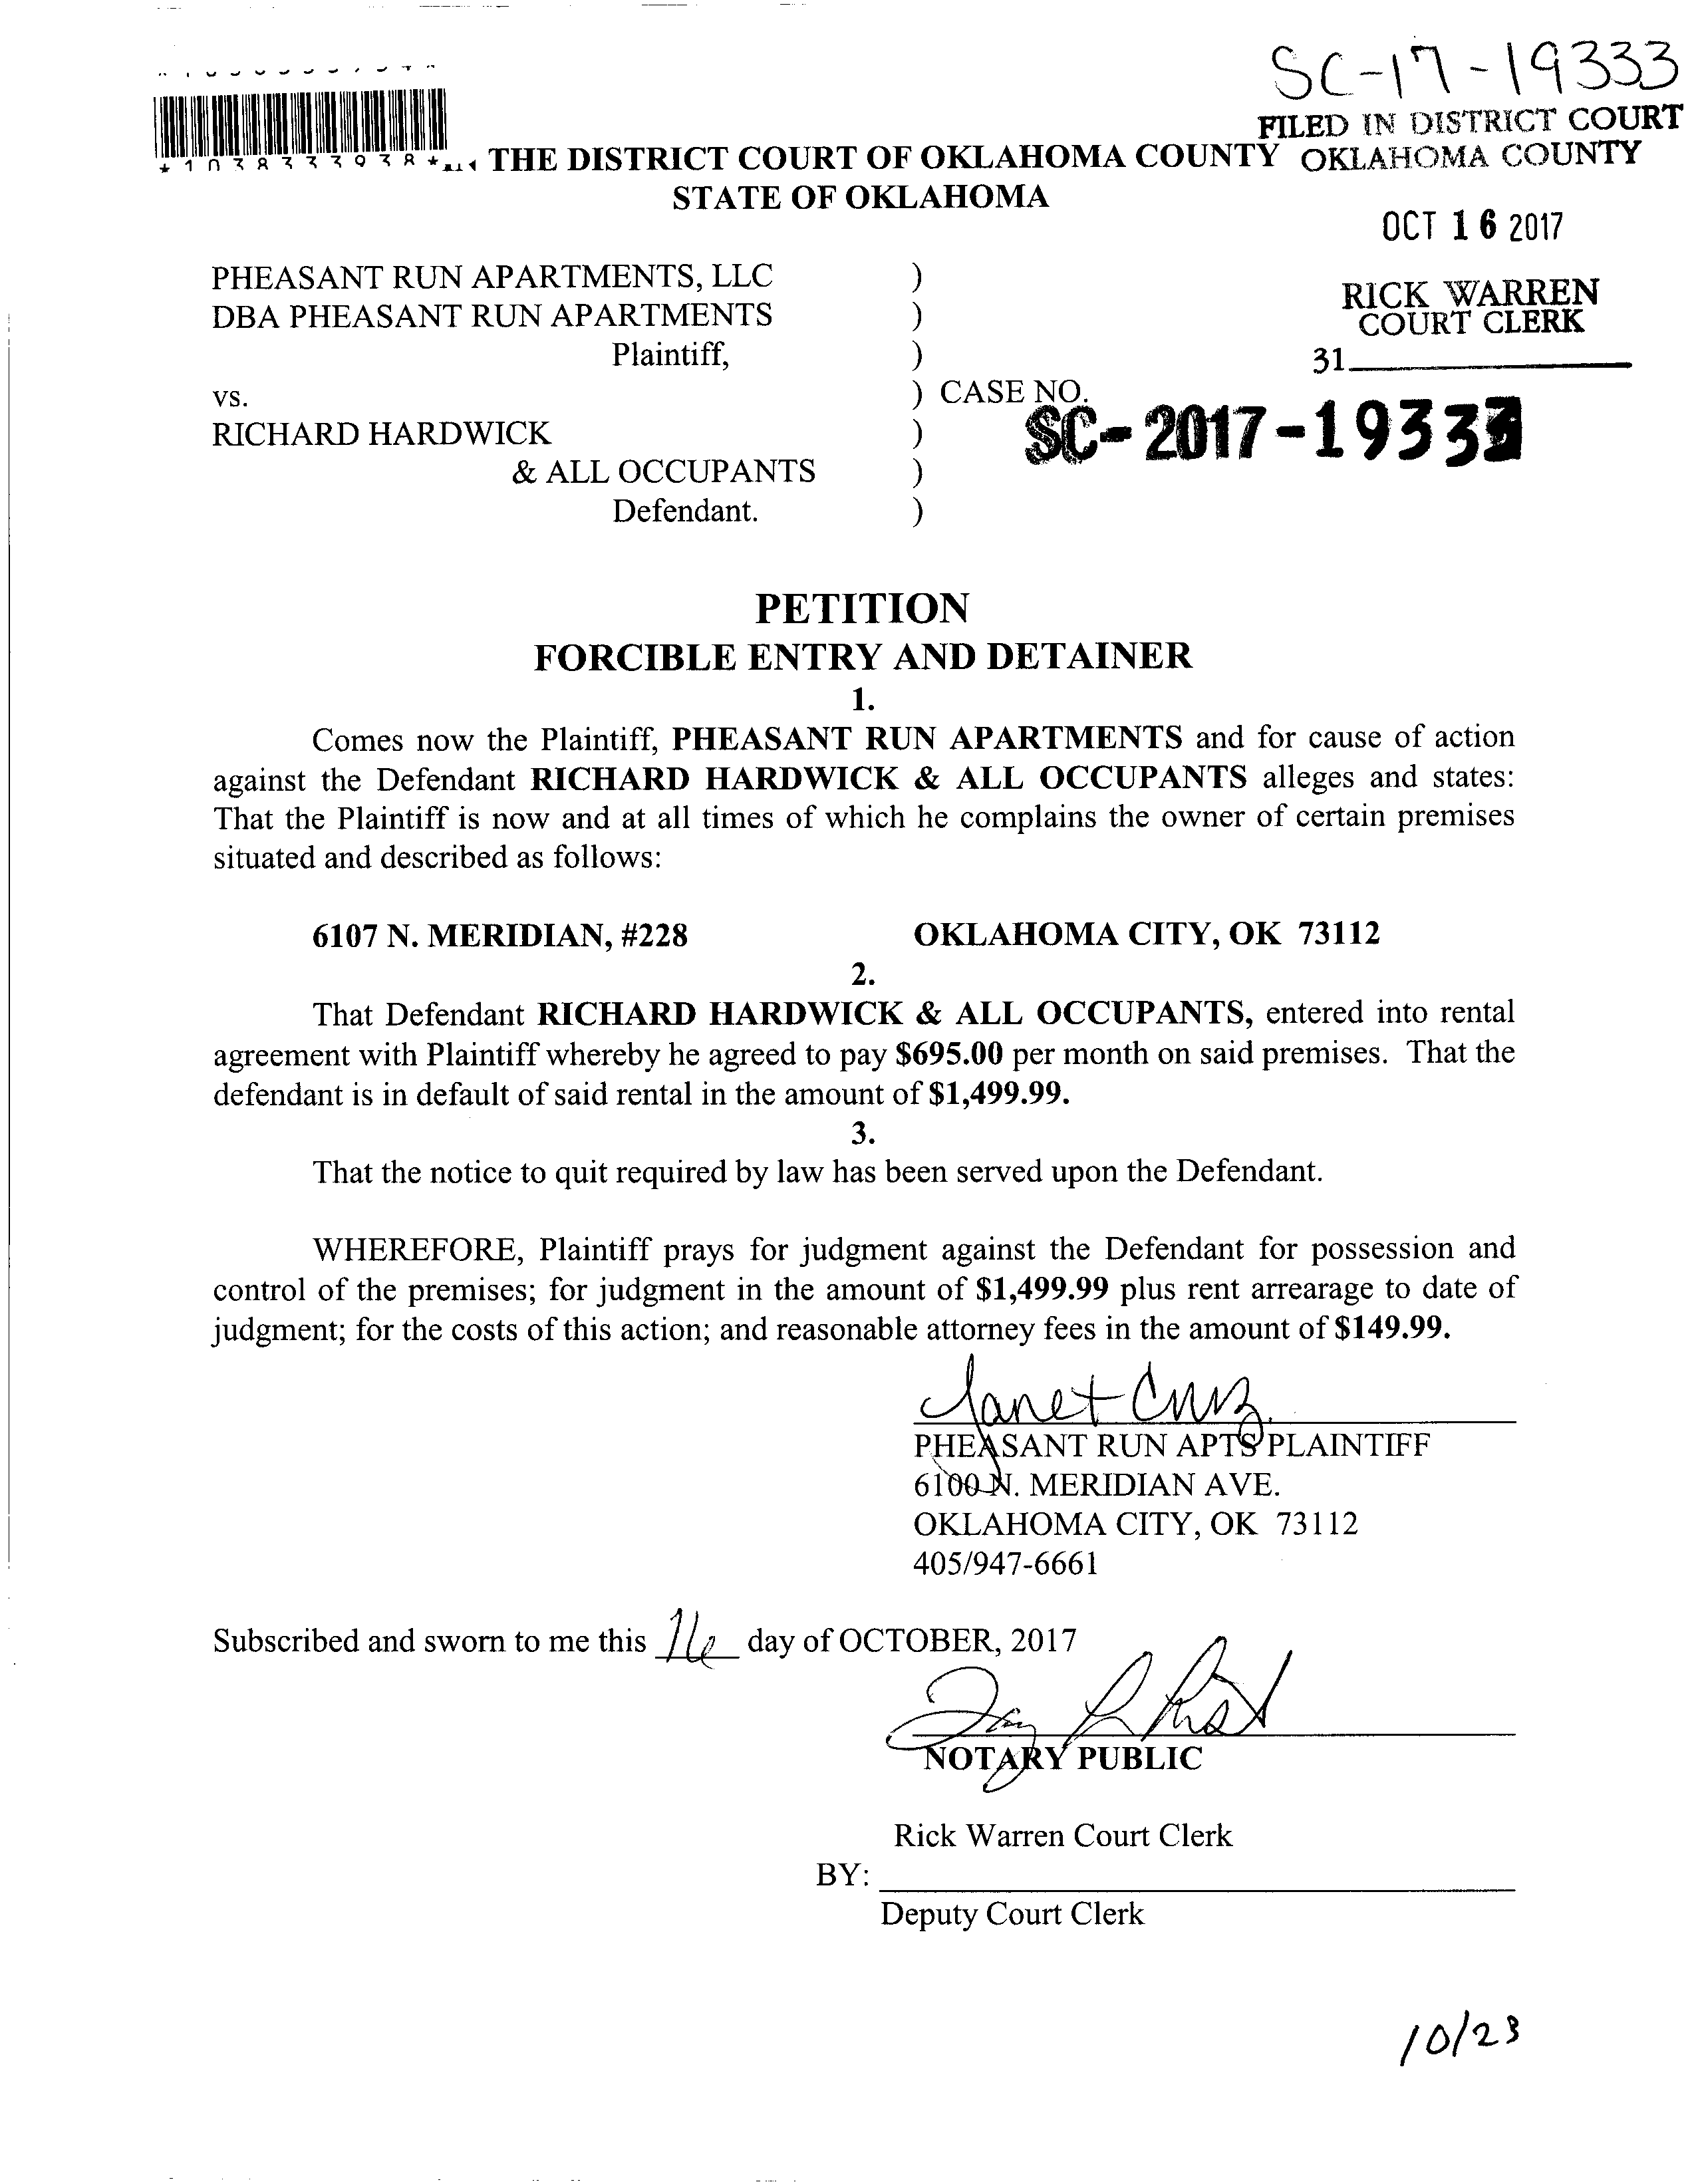 SC-17-19333
FILED IN DISTRICT COURT
OKLAHOMA COUNTY
*1038333938*
THE DISTRICT COURT OF OKLAHOMA COUNTY
STATE OF OKLAHOMA
OCT 16 2017
RICK WARREN
COURT CLERK
31
PHEASANT RUN APARTMENTS, LLC )
DBA PHEASANT RUN APARTMENTS )
Plaintiff, )
vs. ) CASE NO.
SC-2017-19333
RICHARD HARDWICK )
& ALL OCCUPANTS )
Defendant. )
PETITION
FORCIBLE ENTRY AND DETAINER
1.
Comes now the Plaintiff, PHEASANT RUN APARTMENTS and for cause of action
against the Defendant RICHARD HARDWICK & ALL OCCUPANTS alleges and states:
That the Plaintiff is now and at all times of which he complains the owner of certain premises
situated and described as follows:
6107 N. MERIDIAN, #228 OKLAHOMA CITY, OK 73112
2.
That Defendant RICHARD HARDWICK & ALL OCCUPANTS, entered into rental
agreement with Plaintiff whereby he agreed to pay $695.00 per month on said premises. That the
defendant is in default of said rental in the amount of $1,499.99.
3.
That the notice to quit required by law has been served upon the Defendant.
WHEREFORE, Plaintiff prays for judgment against the Defendant for possession and
control of the premises; for judgment in the amount of $1,499.99 plus rent arrearage to date of
judgment; for the costs of this action; and reasonable attorney fees in the amount of $149.99.
Janet Cruz
PHEASANT RUN APTS PLAINTIFF
6100 N. MERIDIAN AVE.
OKLAHOMA CITY, OK 73112
405/947-6661
Subscribed and sworn to me this 16 day of OCTOBER, 2017
NOTARY PUBLIC
Rick Warren Court Clerk
BY:
Deputy Court Clerk
10/23